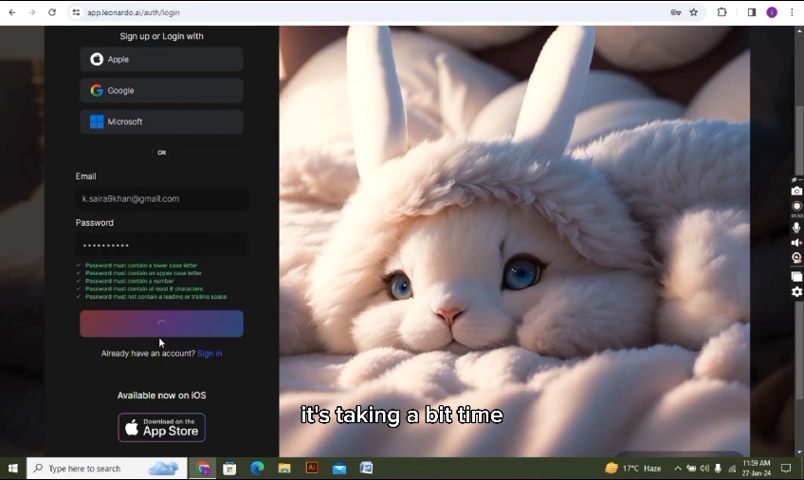 app.leonardo.ai/auth/login
Sign up or Login with
Apple
Google
Microsoft
OR
Email
k.saira9khan@gmail.com
Password
••••••••••
Password must contain a lower case letter
Password must contain an upper case letter
Password must contain a number
Password must contain at least 8 characters
Password must not contain a leading or trailing space
Already have an account? Sign in
Available now on iOS
Download on the
App Store
it's taking a bit time
Type here to search
Ai
17°C Haze
11:59 AM
27-Jan-24